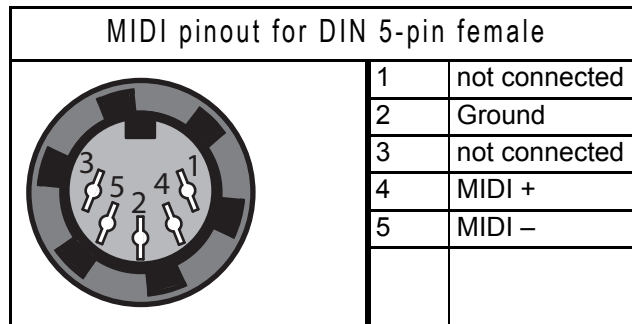 MIDI pinout for DIN 5-pin female
1 not connected
2 Ground
3 not connected
4 MIDI +
5 MIDI –
3 5 2 4 1